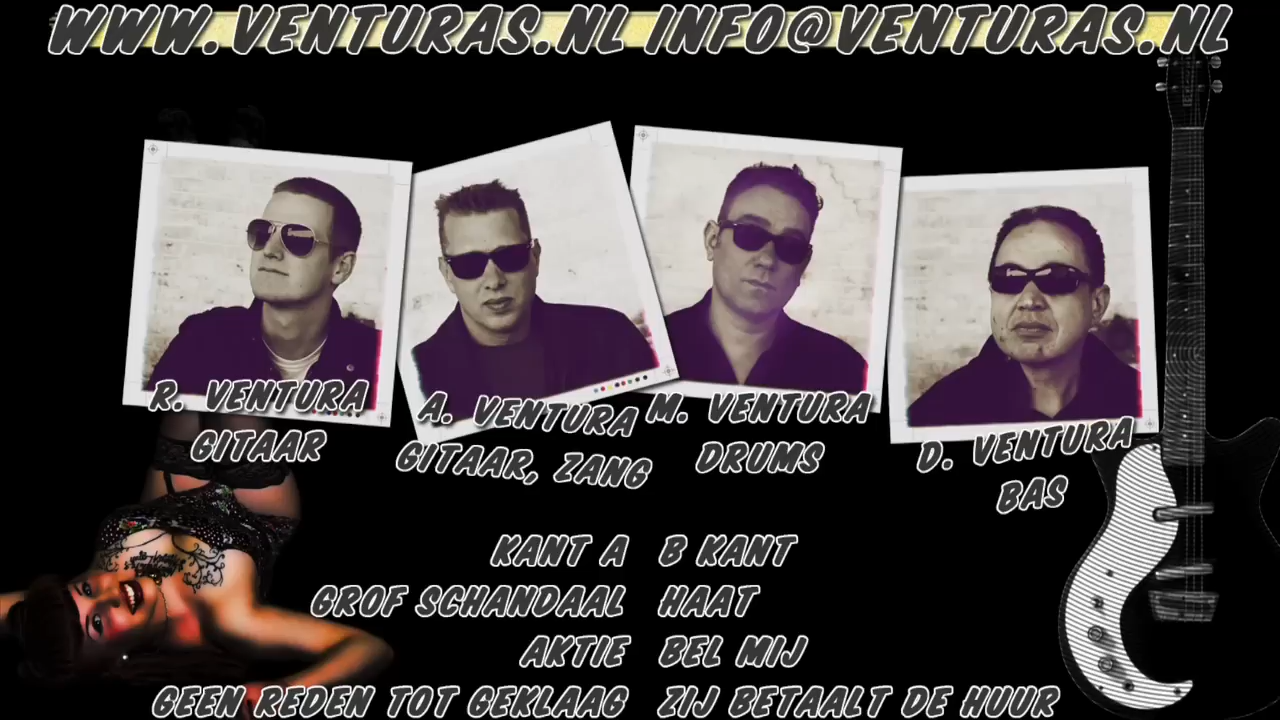 WWW.VENTURAS.NL INFO@VENTURAS.NL
R. VENTURA
GITAAR
A. VENTURA
GITAAR, ZANG
M. VENTURA
DRUMS
D. VENTURA
BAS
KANT A B KANT
GROF SCHANDAAL HAAT
AKTIE BEL MIJ
GEEN REDEN TOT GEKLAAG ZIJ BETAALT DE HUUR